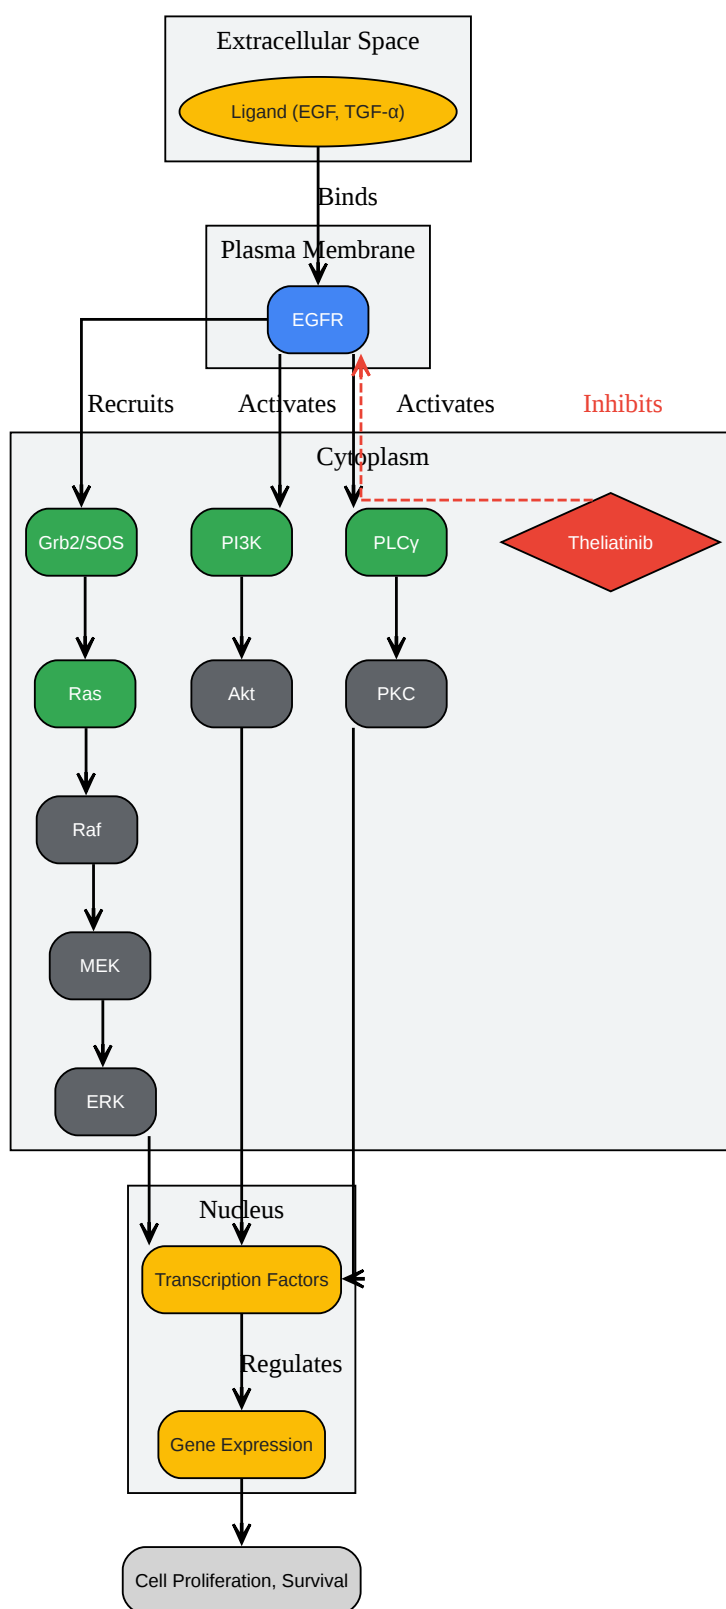 Extracellular Space
Ligand (EGF, TGF-α)
Binds
Plasma Membrane
EGFR
Recruits
Activates
Activates
Inhibits
Cytoplasm
Grb2/SOS
PI3K
PLCγ
Theliatinib
Ras
Akt
PKC
Raf
MEK
ERK
Nucleus
Transcription Factors
Regulates
Gene Expression
Cell Proliferation, Survival